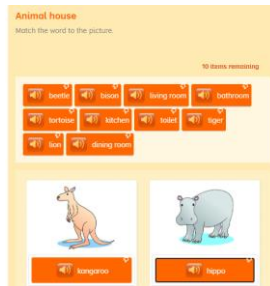 Animal house
Match the word to the picture.
10 items remaining
beetle bison living room bathroom
tortoise kitchen toilet tiger
lion dining room
kangaroo hippo